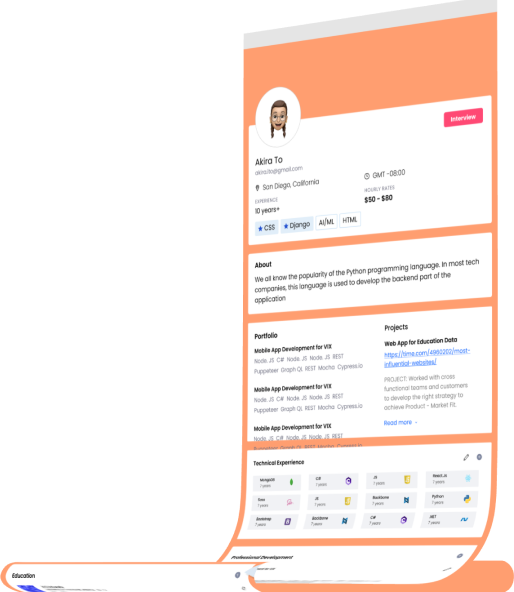 Interview
Akira To
akira.to@gmail.com
San Diego, California
GMT -08:00
EXPERIENCE
10 years+
HOURLY RATES
$50 - $80
★ CSS ★ Django AI/ML HTML
About
We all know the popularity of the Python programming language. In most tech
companies, this language is used to develop the backend part of the
application
Portfolio
Mobile App Development for VIX
Node. JS C# Node. JS Node. JS REST
Puppeteer Graph QL REST Mocha Cypress.io
Mobile App Development for VIX
Node. JS C# Node. JS Node. JS REST
Puppeteer Graph QL REST Mocha Cypress.io
Mobile App Development for VIX
Node. JS C# Node. JS Node. JS REST
Projects
Web App for Education Data
https://time.com/4960202/most-
influential-websites/
PROJECT: Worked with cross
functional teams and customers
to develop the right strategy to
achieve Product - Market Fit.
Read more
Technical Experrience
MongoDB
7 years
C#
7 years
JS
7 years
React JS
7 years
7 years
JS
7 years
Backbone
7 years
Python
7 years
Bootstrap
7 years
Backbone
7 years
C#
7 years
.NET
7 years
Professional Development
Education